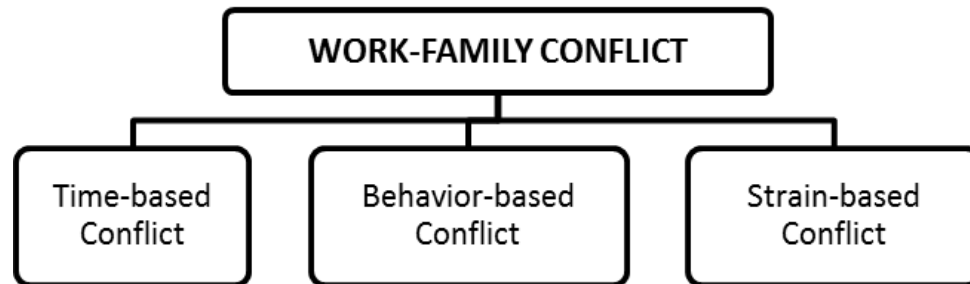 WORK-FAMILY CONFLICT
Time-based
Conflict
Behavior-based
Conflict
Strain-based
Conflict